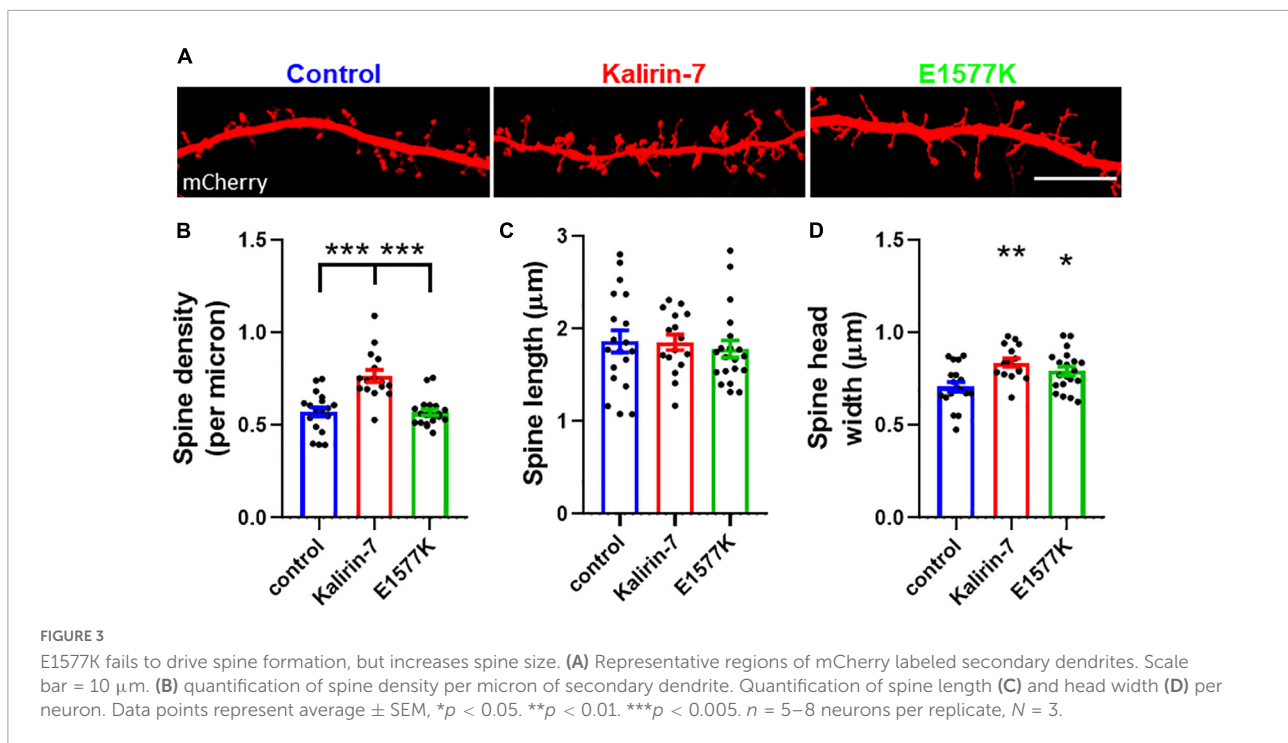 A
Control
Kalirin-7
E1577K
mCherry
B
Spine density
(per micron)
1.5
1.0
0.5
0.0
*** ***
control
Kalirin-7
E1577K
C
Spine length (μm)
3
2
1
0
control
Kalirin-7
E1577K
D
Spine head
width (μm)
1.5
1.0
0.5
0.0
**
*
control
Kalirin-7
E1577K
FIGURE 3
E1577K fails to drive spine formation, but increases spine size. (A) Representative regions of mCherry labeled secondary dendrites. Scale
bar = 10 μm. (B) quantification of spine density per micron of secondary dendrite. Quantification of spine length (C) and head width (D) per
neuron. Data points represent average ± SEM, *p < 0.05. **p < 0.01. ***p < 0.005. n = 5–8 neurons per replicate, N = 3.